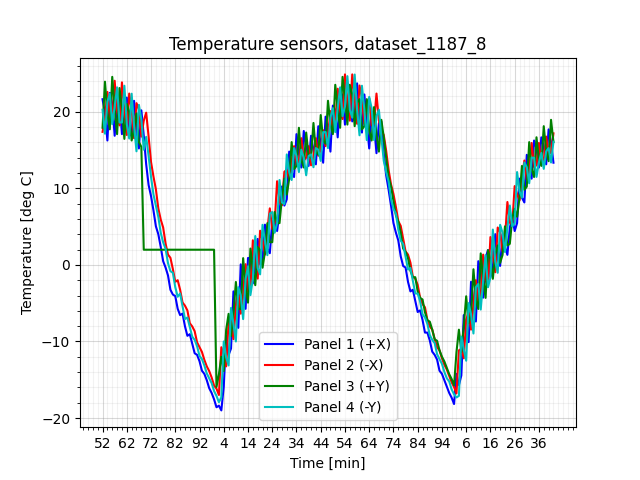 Temperature sensors, dataset_1187_8
Temperature [deg C]
20
10
0
−10
−20
Panel 1 (+X)
Panel 2 (-X)
Panel 3 (+Y)
Panel 4 (-Y)
52 62 72 82 92 4 14 24 34 44 54 64 74 84 94 6 16 26 36
Time [min]